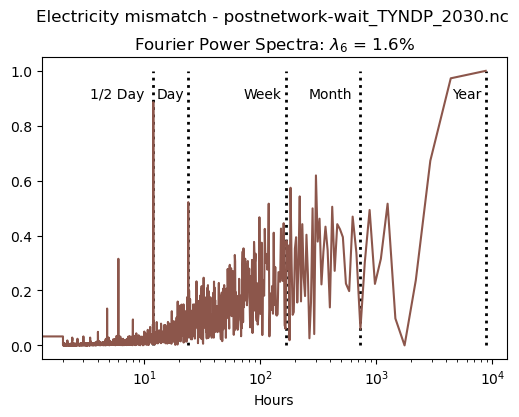 Electricity mismatch - postnetwork-wait_TYNDP_2030.nc
Fourier Power Spectra: λ₆ = 1.6%
1.0
0.8
0.6
0.4
0.2
0.0
1/2 Day
Day
Week
Month
Year
10¹
10²
10³
10⁴
Hours